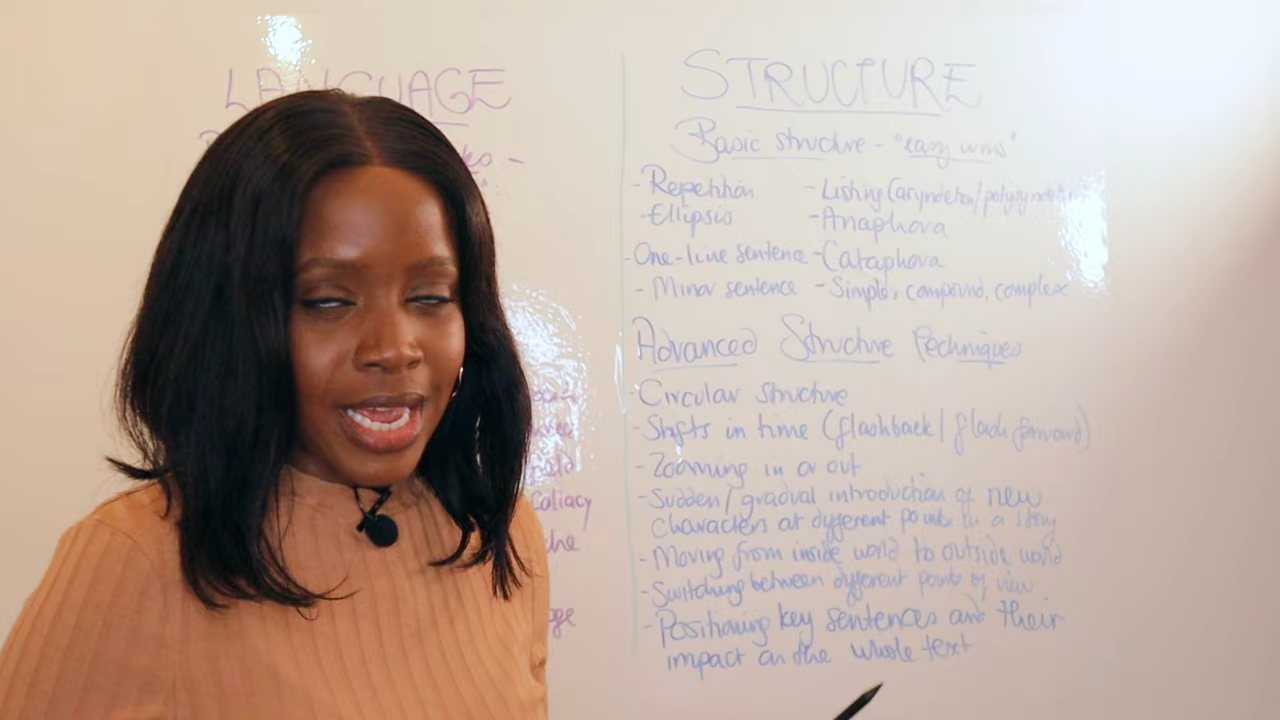 LANGUAGE
STRUCTURE
Basic structure - "easy wins"
- Repetition - Listing (asyndeton/polysyndeton)
- Ellipsis - Anaphora
- One-line sentence - Cataphora
- Minor sentence - Simple, compound, complex
Advanced Structure Techniques
- Circular structure
- Shifts in time (flashback / flash forward)
- Zooming in or out
- Sudden / gradual introduction of new
characters at different points in a story
- Moving from inside world to outside world
- Switching between different points of view
- Positioning key sentences and their
impact on the whole text